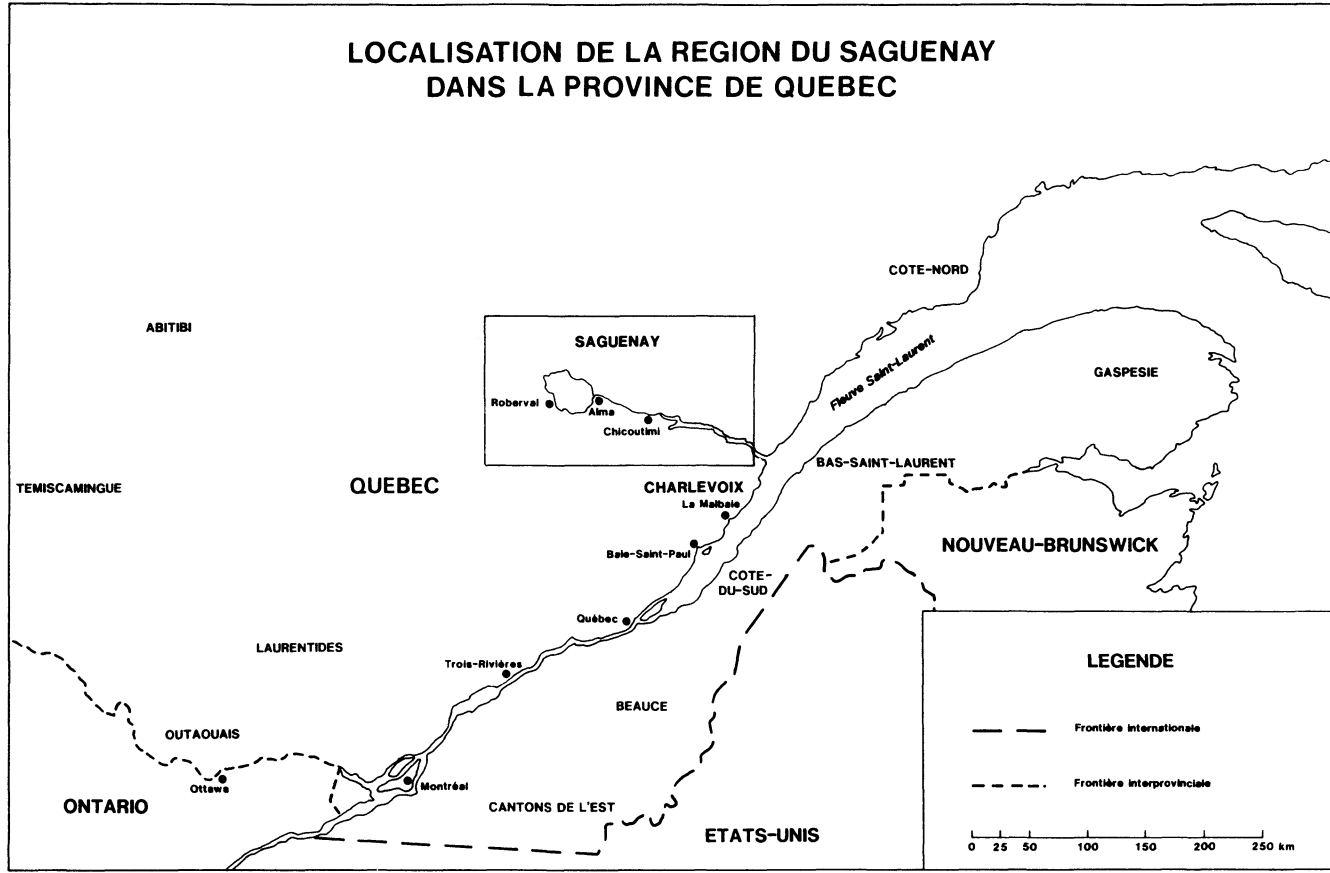 LOCALISATION DE LA REGION DU SAGUENAY
DANS LA PROVINCE DE QUEBEC
COTE-NORD
ABITIBI
SAGUENAY
Fleuve Saint-Laurent
GASPESIE
Roberval
Alma
Chicoutimi
BAS-SAINT-LAURENT
TEMISCAMINGUE
QUEBEC
CHARLEVOIX
La Malbaie
NOUVEAU-BRUNSWICK
Baie-Saint-Paul
COTE-
DU-SUD
Québec
LAURENTIDES
Trois-Rivières
BEAUCE
OUTAOUAIS
Ottawa
Montréal
ONTARIO
CANTONS DE L'EST
ETATS-UNIS
LEGENDE
Frontière internationale
Frontière interprovinciale
0 25 50 100 150 200 250 km